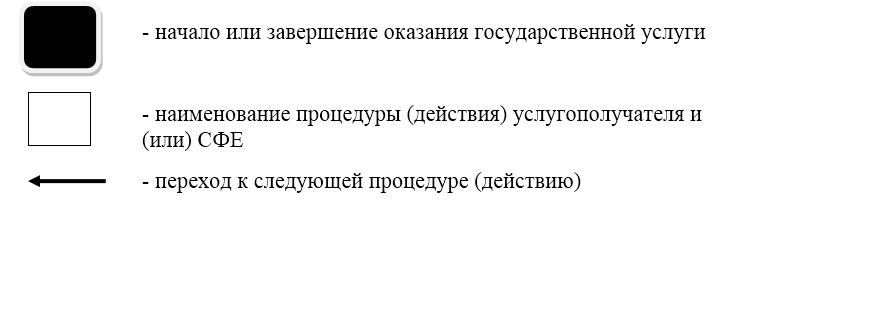 - начало или завершение оказания государственной услуги
- наименование процедуры (действия) услугополучателя и
(или) СФЕ
- переход к следующей процедуре (действию)